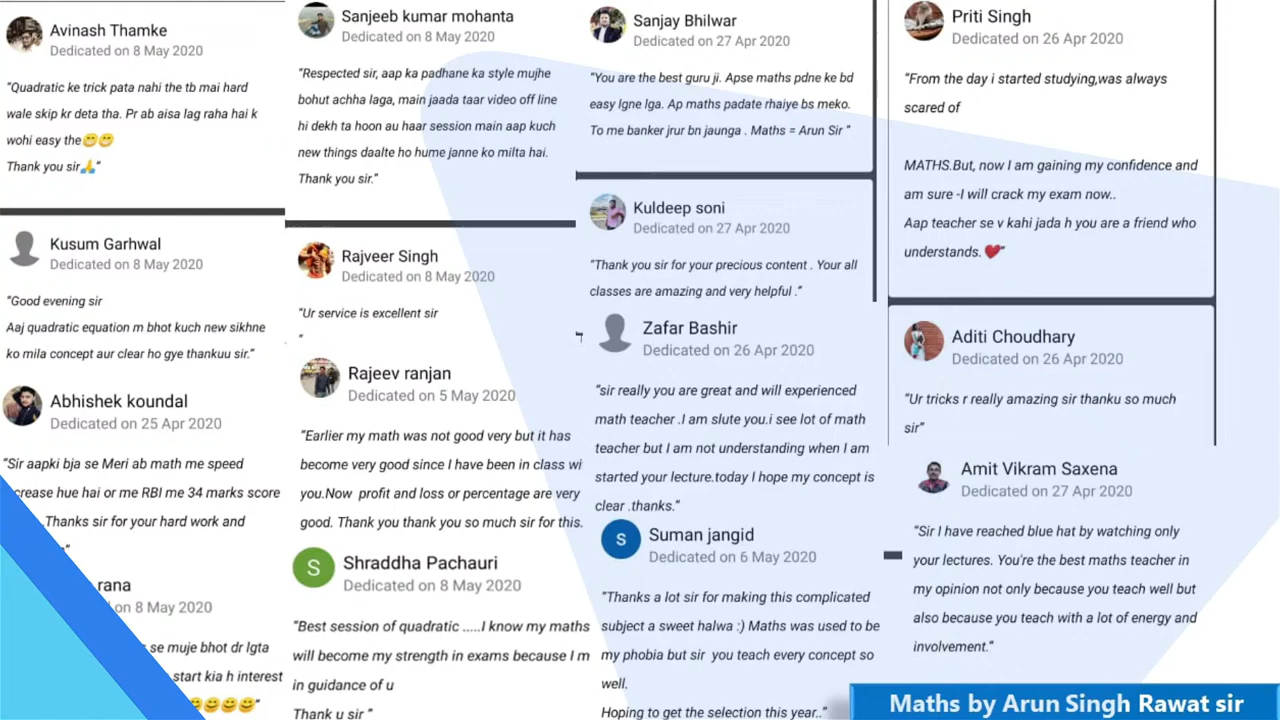 Avinash Thamke
Dedicated on 8 May 2020
“Quadratic ke trick pata nahi the tb mai hard
wale skip kr deta tha. Pr ab aisa lag raha hai k
wohi easy the😁😁
Thank you sir🙏”
Kusum Garhwal
Dedicated on 8 May 2020
“Good evening sir
Aaj quadratic equation m bhot kuch new sikhne
ko mila concept aur clear ho gye thankuu sir.”
Abhishek koundal
Dedicated on 25 Apr 2020
“Sir aapki bja se Meri ab math me speed
crease hue hai or me RBI me 34 marks score
.Thanks sir for your hard work and
”
rana
on 8 May 2020
se muje bhot dr lgta
start kia h interest
😄😄😄😄”
Sanjeeb kumar mohanta
Dedicated on 8 May 2020
“Respected sir, aap ka padhane ka style mujhe
bohut achha laga, main jaada taar video off line
hi dekh ta hoon au haar session main aap kuch
new things daalte ho hume janne ko milta hai.
Thank you sir.”
Rajveer Singh
Dedicated on 8 May 2020
“Ur service is excellent sir
”
Rajeev ranjan
Dedicated on 5 May 2020
“Earlier my math was not good very but it has
become very good since I have been in class wi
you.Now profit and loss or percentage are very
good. Thank you thank you so much sir for this.
S
Shraddha Pachauri
Dedicated on 8 May 2020
“Best session of quadratic .....I know my maths
will become my strength in exams because I m
in guidance of u
Thank u sir ”
Sanjay Bhilwar
Dedicated on 27 Apr 2020
“You are the best guru ji. Apse maths pdne ke bd
easy lgne lga. Ap maths padate rhaiye bs meko.
To me banker jrur bn jaunga . Maths = Arun Sir ”
Kuldeep soni
Dedicated on 27 Apr 2020
“Thank you sir for your precious content . Your all
classes are amazing and very helpful .”
Zafar Bashir
Dedicated on 26 Apr 2020
“sir really you are great and will experienced
math teacher .I am slute you.i see lot of math
teacher but I am not understanding when I am
started your lecture.today I hope my concept is
clear .thanks.”
S
Suman jangid
Dedicated on 6 May 2020
“Thanks a lot sir for making this complicated
subject a sweet halwa :) Maths was used to be
my phobia but sir you teach every concept so
well.
Hoping to get the selection this year..”
Priti Singh
Dedicated on 26 Apr 2020
“From the day i started studying,was always
scared of
MATHS.But, now I am gaining my confidence and
am sure -I will crack my exam now..
Aap teacher se v kahi jada h you are a friend who
understands.❤️”
Aditi Choudhary
Dedicated on 26 Apr 2020
“Ur tricks r really amazing sir thanku so much
sir”
Amit Vikram Saxena
Dedicated on 27 Apr 2020
“Sir I have reached blue hat by watching only
your lectures. You're the best maths teacher in
my opinion not only because you teach well but
also because you teach with a lot of energy and
involvement.”
Maths by Arun Singh Rawat sir